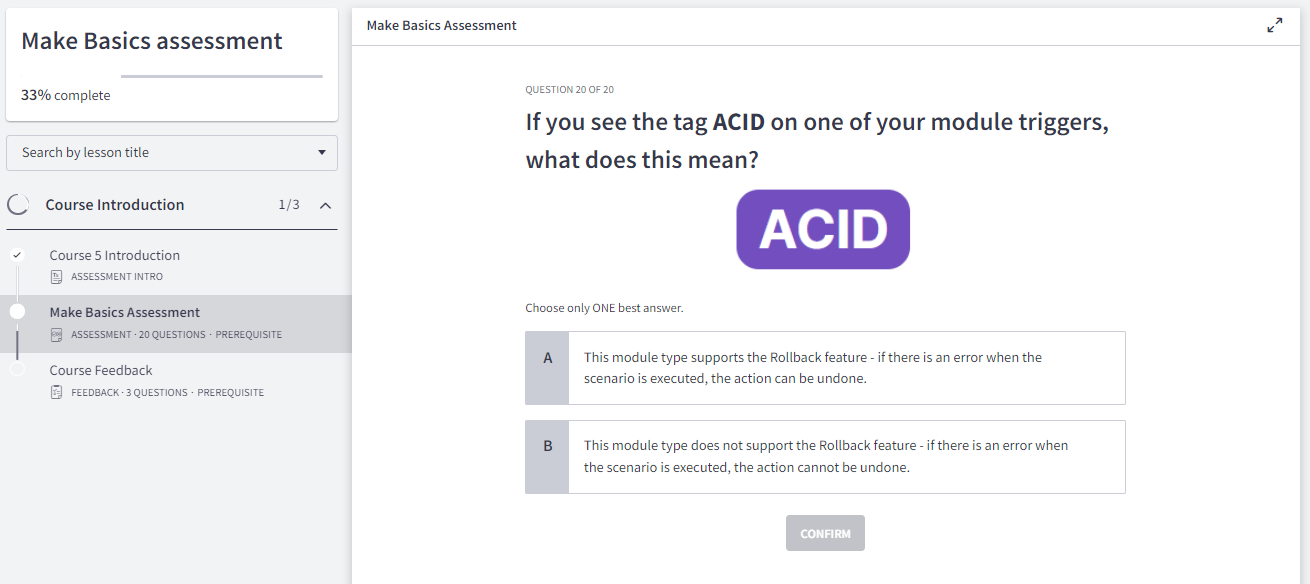 Make Basics assessment
33% complete
Search by lesson title
Course Introduction 1/3
Course 5 Introduction
ASSESSMENT INTRO
Make Basics Assessment
ASSESSMENT · 20 QUESTIONS · PREREQUISITE
Course Feedback
FEEDBACK · 3 QUESTIONS · PREREQUISITE
Make Basics Assessment
QUESTION 20 OF 20
If you see the tag ACID on one of your module triggers,
what does this mean?
ACID
Choose only ONE best answer.
A This module type supports the Rollback feature - if there is an error when the
scenario is executed, the action can be undone.
B This module type does not support the Rollback feature - if there is an error when
the scenario is executed, the action cannot be undone.
CONFIRM